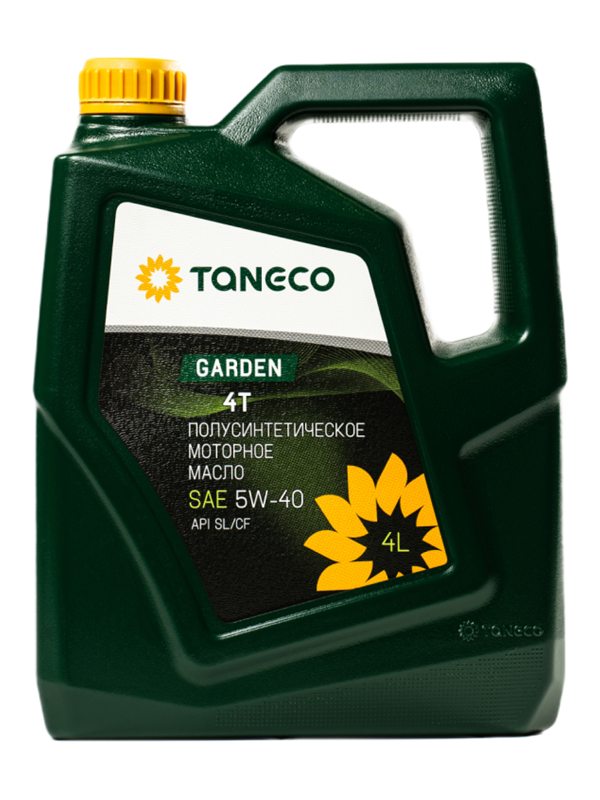 TANECO
GARDEN
4T
ПОЛУСИНТЕТИЧЕСКОЕ
МОТОРНОЕ
МАСЛО
SAE 5W-40
API SL/CF
4L
TANECO